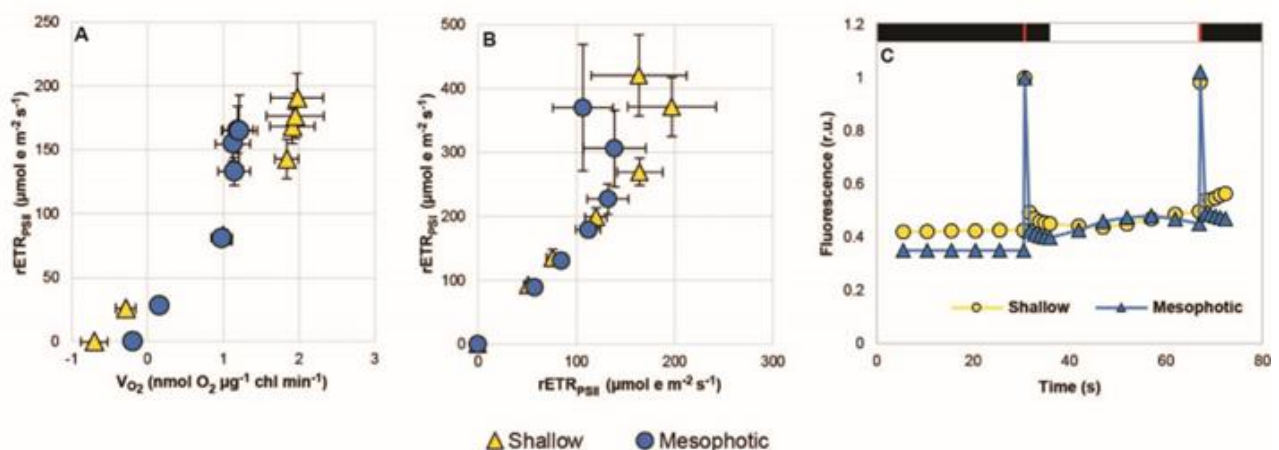 A
250
200
150
100
50
0
rETRPSII (µmol e m-2 s-1)
-1 0 1 2 3
VO2 (nmol O2 µg-1 chl min-1)
B
500
400
300
200
100
0
rETRPSI (µmol e m-2 s-1)
0 100 200 300
rETRPSII (µmol e m-2 s-1)
C
1.2
1
0.8
0.6
0.4
0.2
0
Fluorescence (r.u.)
Shallow Mesophotic
0 20 40 60 80
Time (s)
Shallow Mesophotic